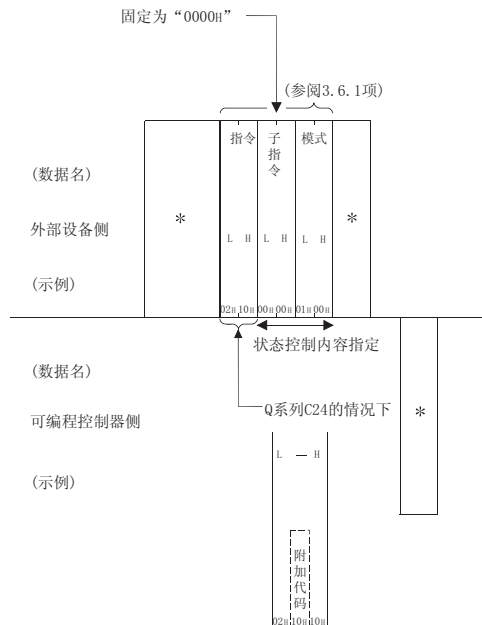 固定为“0000H”
(参阅3.6.1项)
指令 子指令 模式
(数据名)
外部设备侧
* *
L H L H L H
(示例)
02H 10H 00H 00H 01H 00H
状态控制内容指定
(数据名)
Q系列C24的情况下
*
可编程控制器侧
L — H
(示例)
附加代码
02H 10H 10H